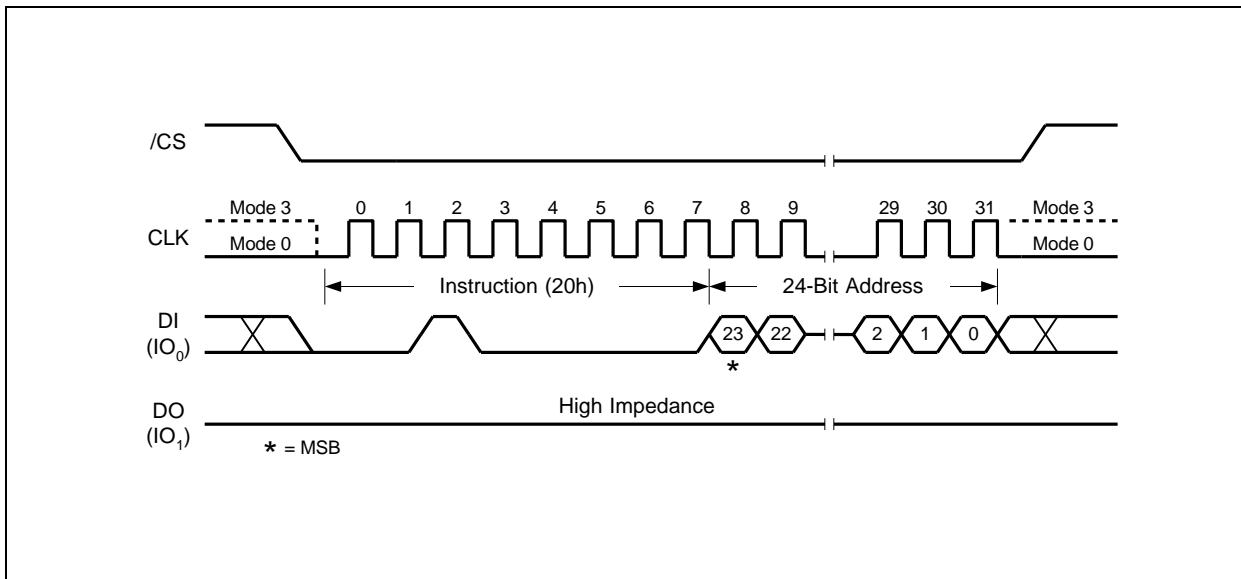 /CS
Mode 3 0 1 2 3 4 5 6 7 8 9 29 30 31 Mode 3
CLK
Mode 0 Mode 0
Instruction (20h) 24-Bit Address
DI
(IO0) 23 22 2 1 0
*
DO High Impedance
(IO1)
* = MSB